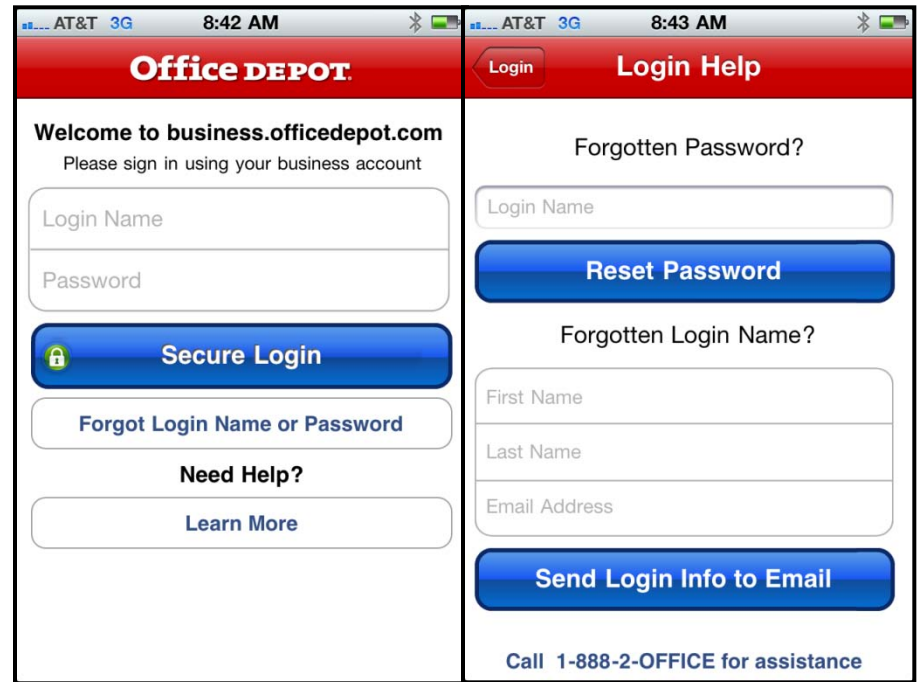 AT&T 3G 8:42 AM
Office DEPOT.
Welcome to business.officedepot.com
Please sign in using your business account
Login Name
Password
Secure Login
Forgot Login Name or Password
Need Help?
Learn More
AT&T 3G 8:43 AM
Login Login Help
Forgotten Password?
Login Name
Reset Password
Forgotten Login Name?
First Name
Last Name
Email Address
Send Login Info to Email
Call 1-888-2-OFFICE for assistance